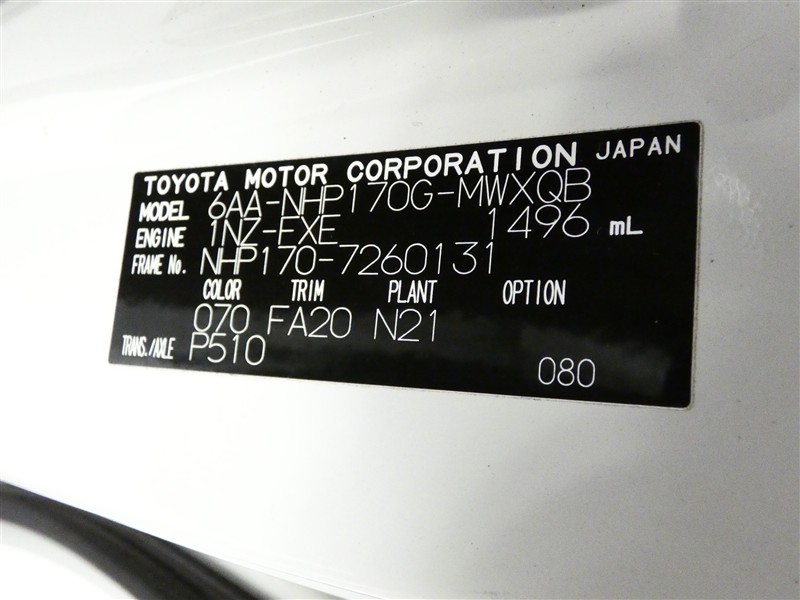 TOYOTA MOTOR CORPORATION JAPAN
MODEL 6AA-NHP170G-MWXQB
ENGINE 1NZ-FXE 1496 mL
FRAME No. NHP170-7260131
COLOR TRIM PLANT OPTION
070 FA20 N21
TRANS./AXLE P510
080